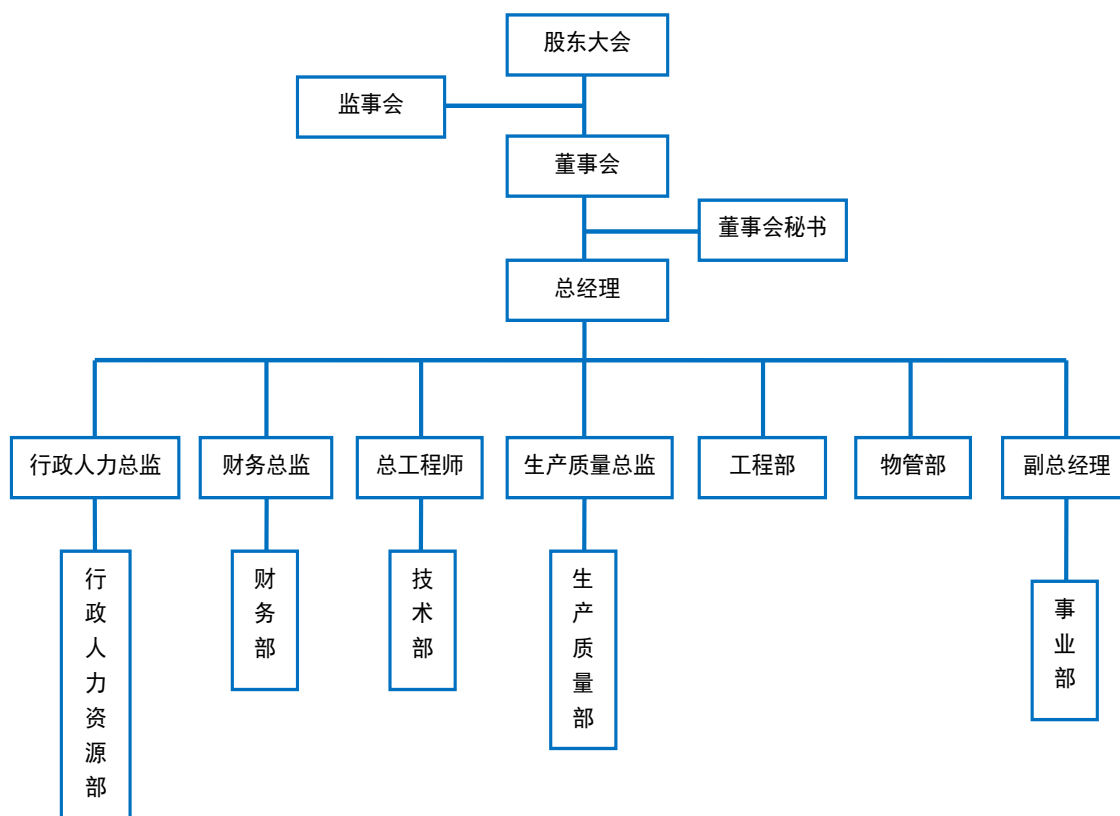 股东大会
监事会
董事会
董事会秘书
总经理
行政人力总监
财务总监
总工程师
生产质量总监
工程部
物管部
副总经理
行政人力资源部
财务部
技术部
生产质量部
事业部